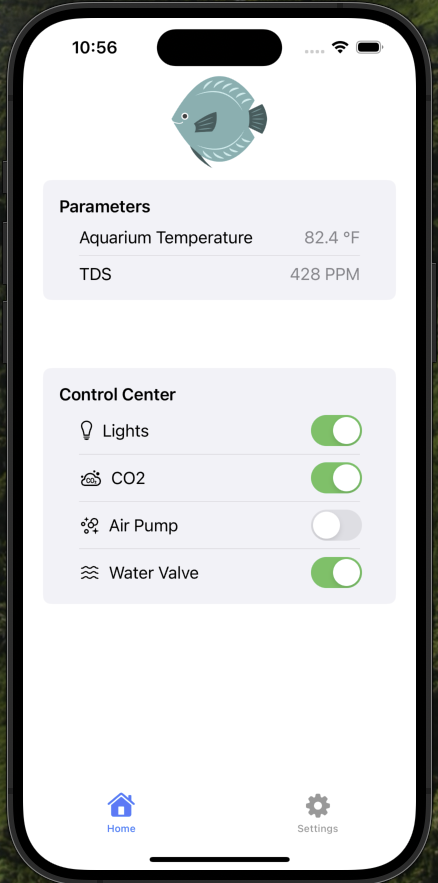 10:56
Parameters
Aquarium Temperature 82.4 °F
TDS 428 PPM
Control Center
Lights
CO₂ CO2
Air Pump
Water Valve
Home Settings